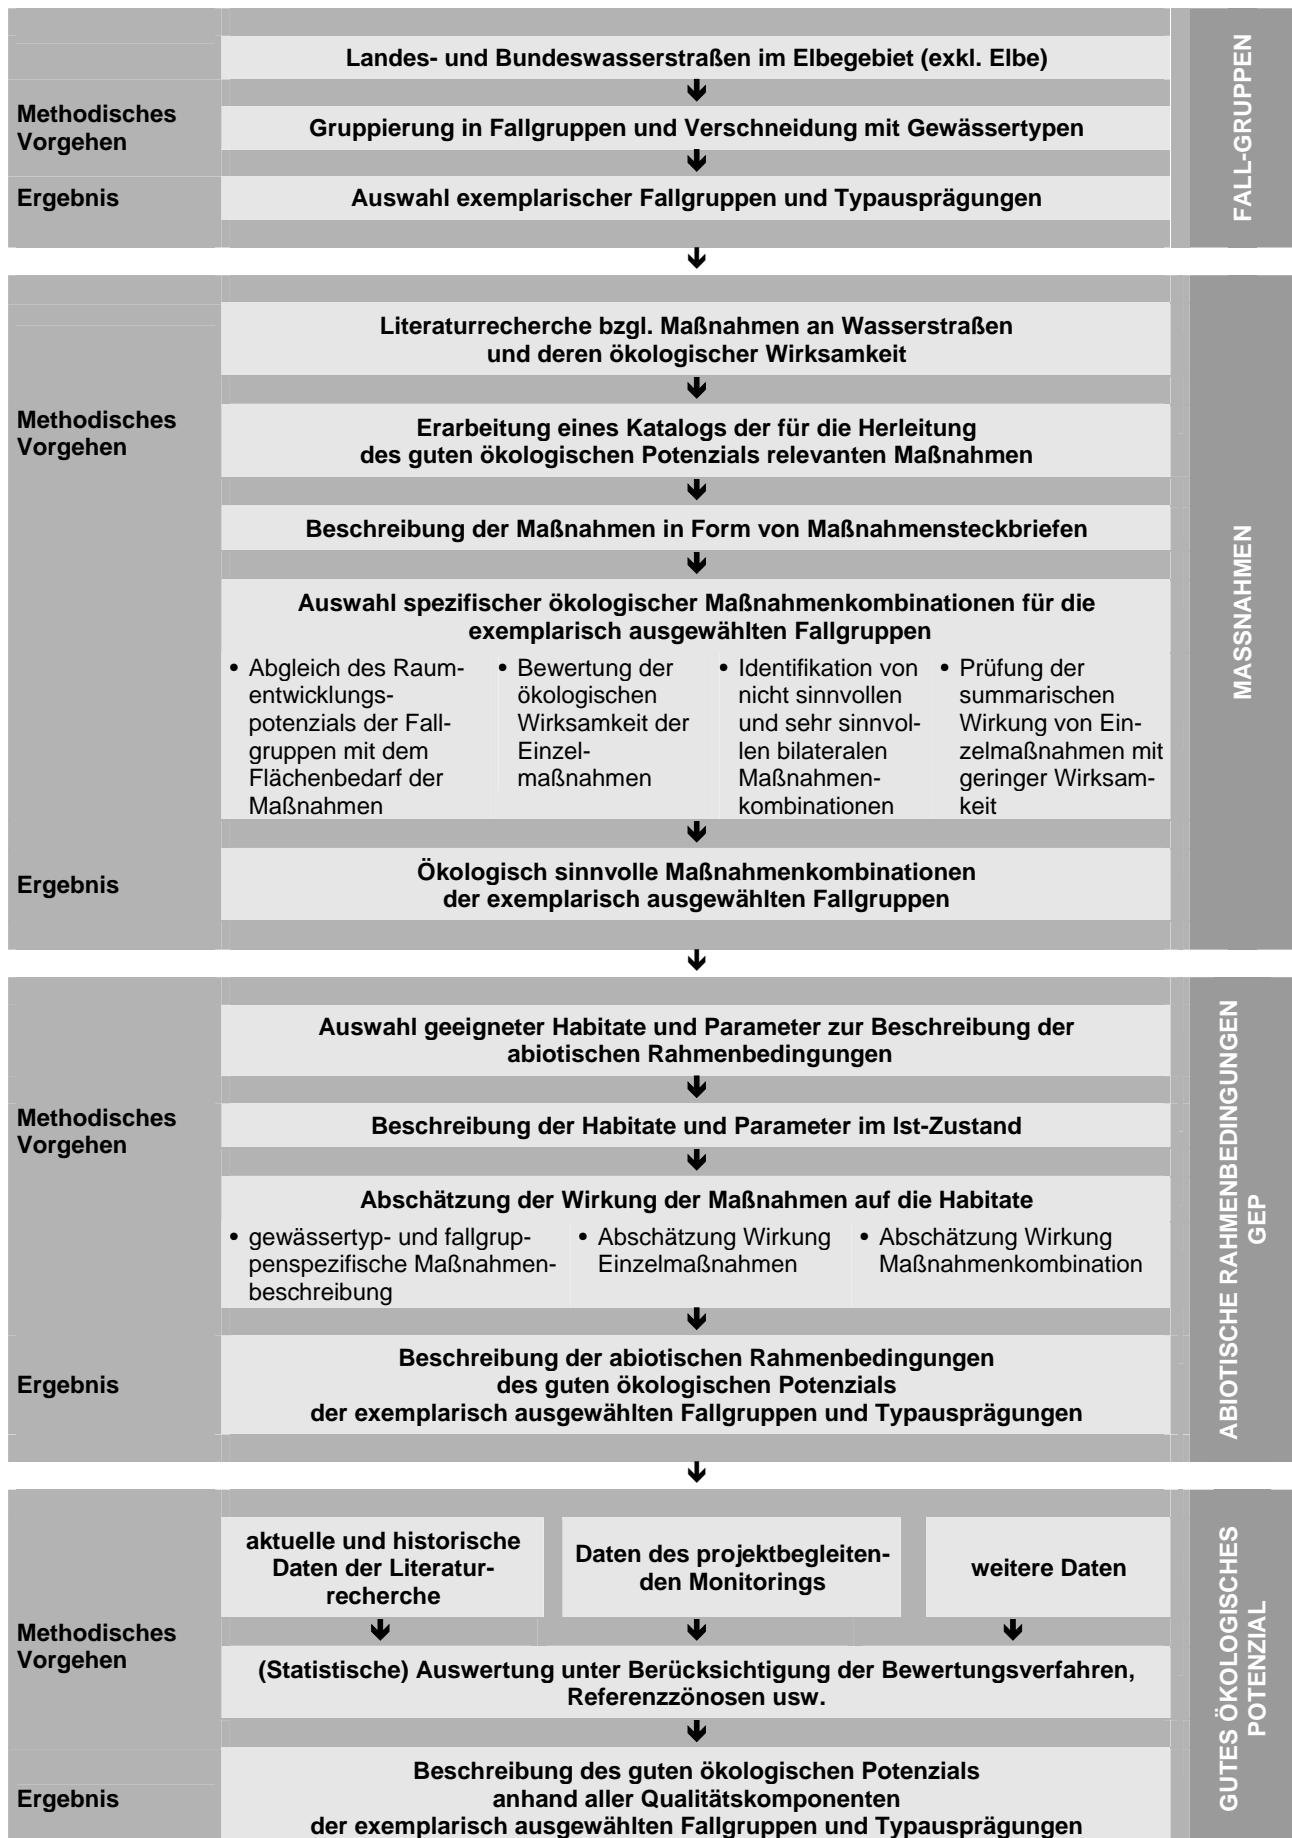 Landes- und Bundeswasserstraßen im Elbegebiet (exkl. Elbe)
Methodisches
Vorgehen
Gruppierung in Fallgruppen und Verschneidung mit Gewässertypen
Ergebnis
Auswahl exemplarischer Fallgruppen und Typausprägungen
FALL-GRUPPEN
Literaturrecherche bzgl. Maßnahmen an Wasserstraßen
und deren ökologischer Wirksamkeit
Methodisches
Vorgehen
Erarbeitung eines Katalogs der für die Herleitung
des guten ökologischen Potenzials relevanten Maßnahmen
Beschreibung der Maßnahmen in Form von Maßnahmensteckbriefen
Auswahl spezifischer ökologischer Maßnahmenkombinationen für die
exemplarisch ausgewählten Fallgruppen
• Abgleich des Raum-
entwicklungs-
potenzials der Fall-
gruppen mit dem
Flächenbedarf der
Maßnahmen
• Bewertung der
ökologischen
Wirksamkeit der
Einzel-
maßnahmen
• Identifikation von
nicht sinnvollen
und sehr sinnvol-
len bilateralen
Maßnahmen-
kombinationen
• Prüfung der
summarischen
Wirkung von Ein-
zelmaßnahmen mit
geringer Wirksam-
keit
Ergebnis
Ökologisch sinnvolle Maßnahmenkombinationen
der exemplarisch ausgewählten Fallgruppen
MASSNAHMEN
Auswahl geeigneter Habitate und Parameter zur Beschreibung der
abiotischen Rahmenbedingungen
Methodisches
Vorgehen
Beschreibung der Habitate und Parameter im Ist-Zustand
Abschätzung der Wirkung der Maßnahmen auf die Habitate
• gewässertyp- und fallgrup-
penspezifische Maßnahmen-
beschreibung
• Abschätzung Wirkung
Einzelmaßnahmen
• Abschätzung Wirkung
Maßnahmenkombination
Ergebnis
Beschreibung der abiotischen Rahmenbedingungen
des guten ökologischen Potenzials
der exemplarisch ausgewählten Fallgruppen und Typausprägungen
ABIOTISCHE RAHMENBEDINGUNGEN
GEP
aktuelle und historische
Daten der Literatur-
recherche
Daten des projektbegleiten-
den Monitorings
weitere Daten
Methodisches
Vorgehen
(Statistische) Auswertung unter Berücksichtigung der Bewertungsverfahren,
Referenzzönosen usw.
Ergebnis
Beschreibung des guten ökologischen Potenzials
anhand aller Qualitätskomponenten
der exemplarisch ausgewählten Fallgruppen und Typausprägungen
GUTES ÖKOLOGISCHES
POTENZIAL